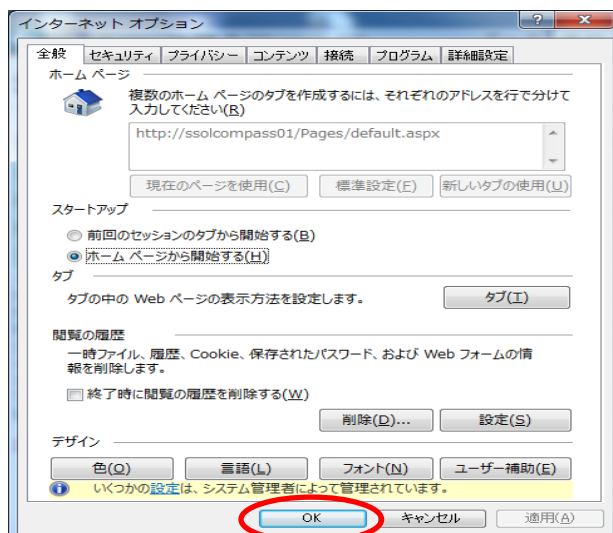 インターネット オプション
全般 セキュリティ プライバシー コンテンツ 接続 プログラム 詳細設定
ホーム ページ
複数のホーム ページのタブを作成するには、それぞれのアドレスを行で分けて
入力してください(R)
http://ssolcompass01/Pages/default.aspx
現在のページを使用(C) 標準設定(F) 新しいタブの使用(U)
スタートアップ
前回のセッションのタブから開始する(B)
ホーム ページから開始する(H)
タブ
タブの中の Web ページの表示方法を設定します。 タブ(T)
閲覧の履歴
一時ファイル、履歴、Cookie、保存されたパスワード、および Web フォームの情
報を削除します。
終了時に閲覧の履歴を削除する(W)
削除(D)... 設定(S)
デザイン
色(O) 言語(L) フォント(N) ユーザー補助(E)
いくつかの設定は、システム管理者によって管理されています。
OK キャンセル 適用(A)